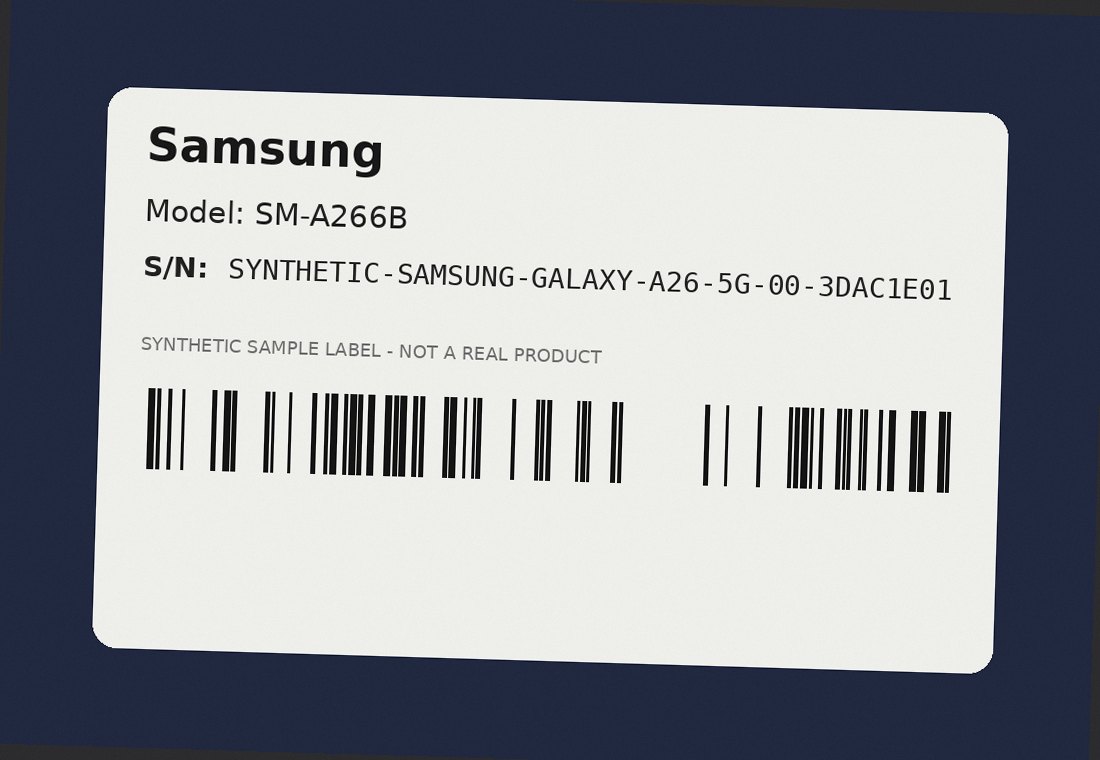 Samsung
Model: SM-A266B
S/N: SYNTHETIC-SAMSUNG-GALAXY-A26-5G-00-3DAC1E01
SYNTHETIC SAMPLE LABEL - NOT A REAL PRODUCT